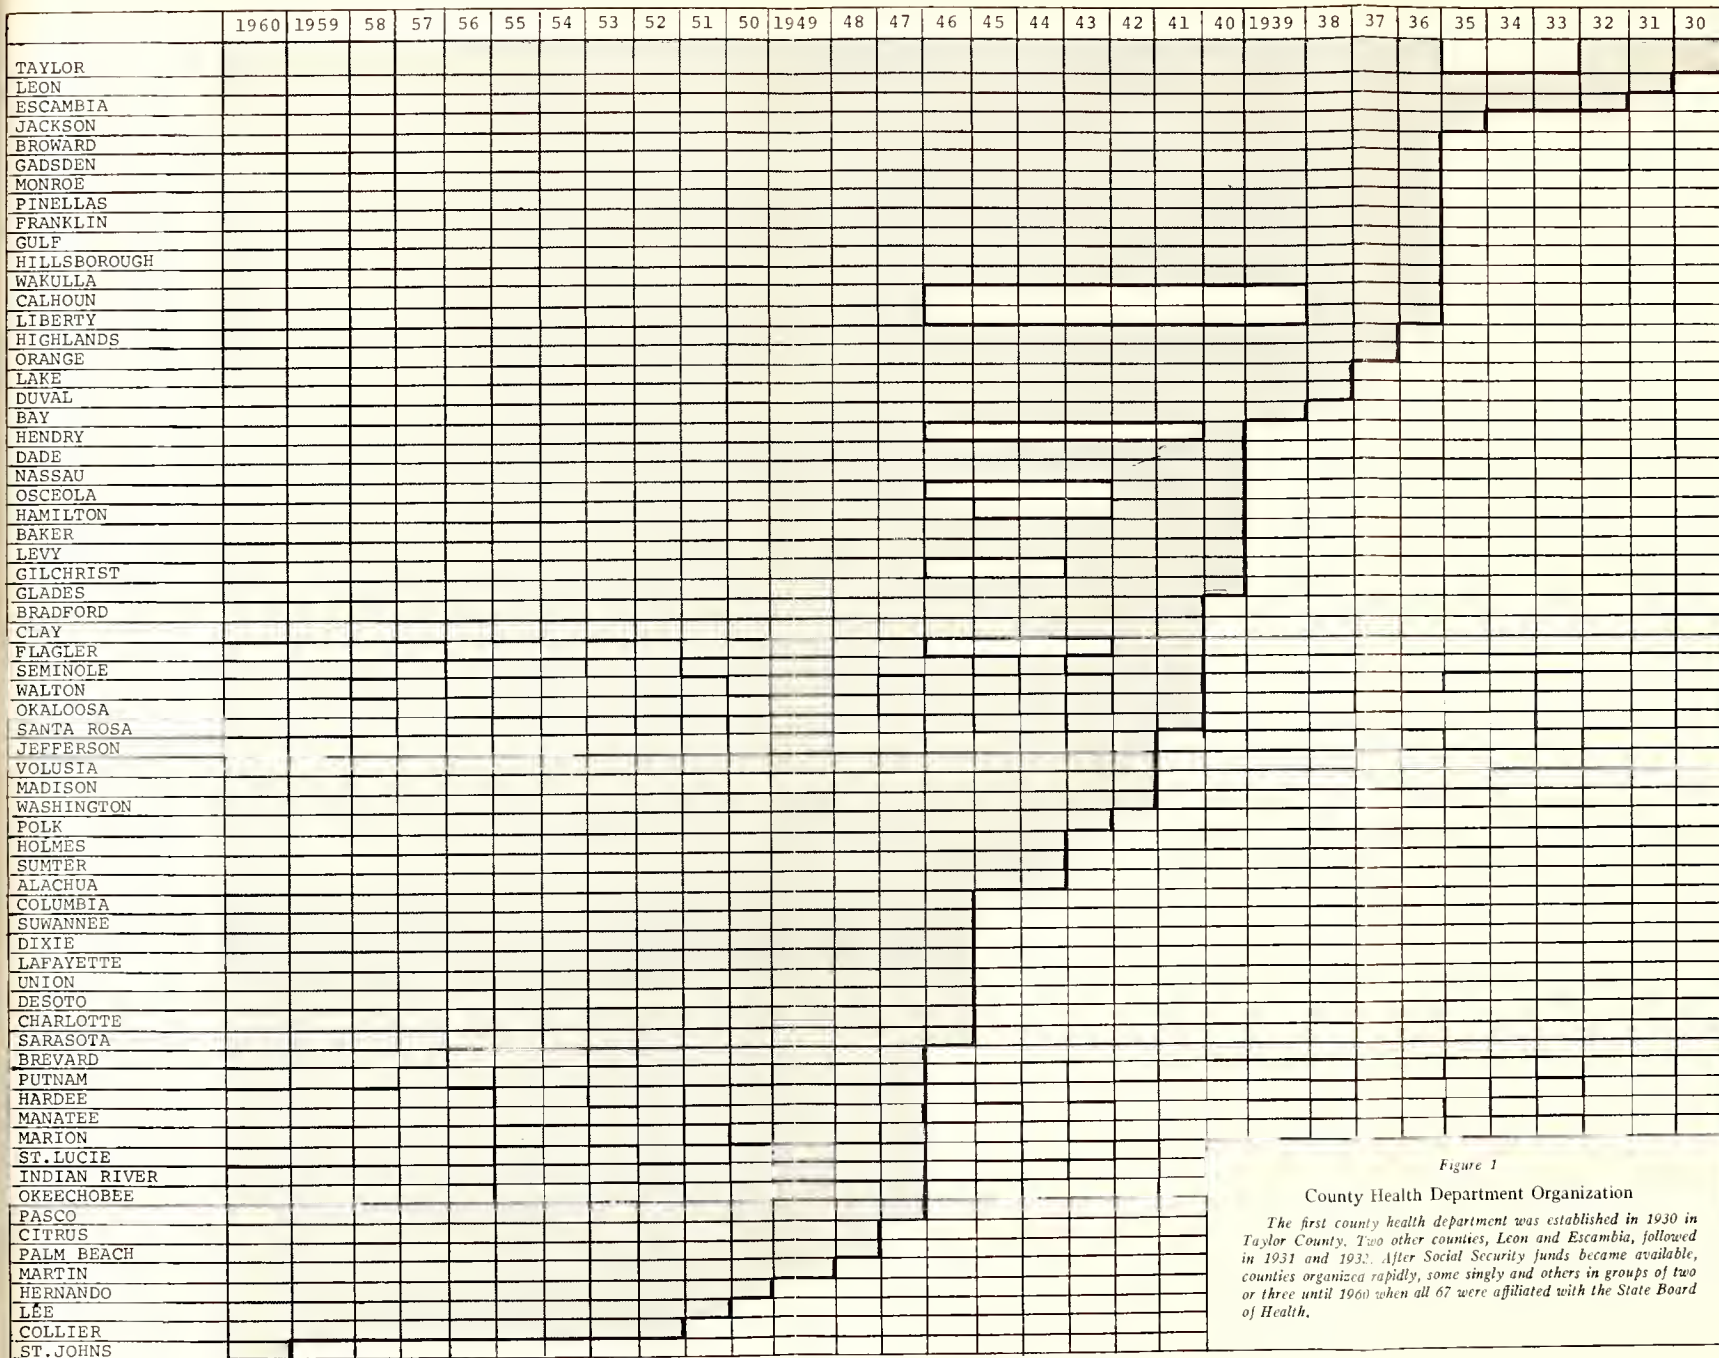 1960 1959 58 57 56 55 54 53 52 51 50 1949 48 47 46 45 44 43 42 41 40 1939 38 37 36 35 34 33 32 31 30
TAYLOR
LEON
ESCAMBIA
JACKSON
BROWARD
GADSDEN
MONROE
PINELLAS
FRANKLIN
GULF
HILLSBOROUGH
WAKULLA
CALHOUN
LIBERTY
HIGHLANDS
ORANGE
LAKE
DUVAL
BAY
HENDRY
DADE
NASSAU
OSCEOLA
HAMILTON
BAKER
LEVY
GILCHRIST
GLADES
BRADFORD
CLAY
FLAGLER
SEMINOLE
WALTON
OKALOOSA
SANTA ROSA
JEFFERSON
VOLUSIA
MADISON
WASHINGTON
POLK
HOLMES
SUMTER
ALACHUA
COLUMBIA
SUWANNEE
DIXIE
LAFAYETTE
UNION
DESOTO
CHARLOTTE
SARASOTA
BREVARD
PUTNAM
HARDEE
MANATEE
MARION
ST.LUCIE
INDIAN RIVER
OKEECHOBEE
PASCO
CITRUS
PALM BEACH
MARTIN
HERNANDO
LEE
COLLIER
ST.JOHNS
Figure 1
County Health Department Organization
The first county health department was established in 1930 in
Taylor County. Two other counties, Leon and Escambia, followed
in 1931 and 1932. After Social Security funds became available,
counties organized rapidly, some singly and others in groups of two
or three until 1960 when all 67 were affiliated with the State Board
of Health.